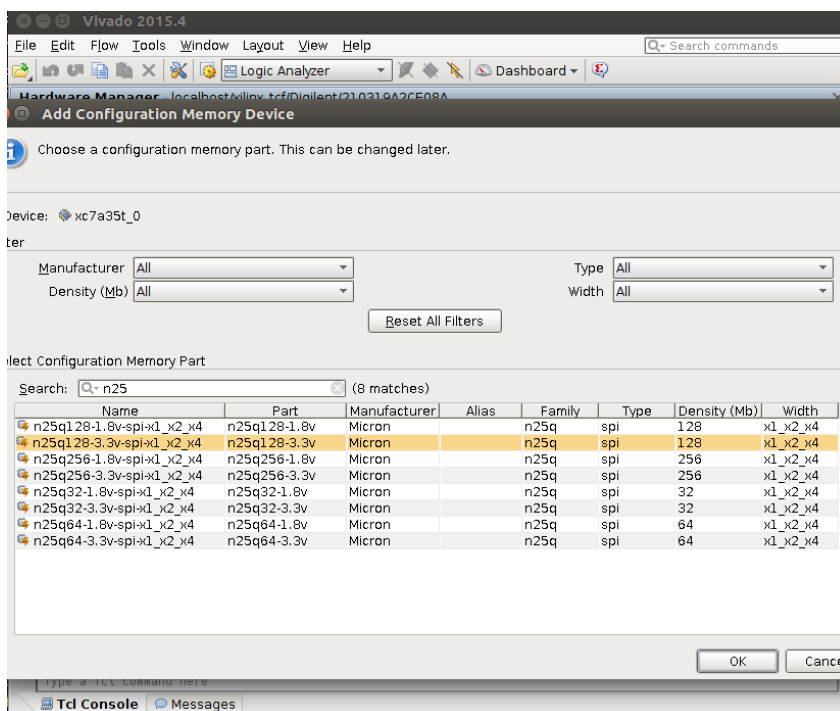 Vivado 2015.4
File Edit Flow Tools Window Layout View Help Search commands
Logic Analyzer Dashboard
Hardware Manager - localhost/xilinx_tcf/Digilent/210319A2CE08A
Add Configuration Memory Device
Choose a configuration memory part. This can be changed later.
Device: xc7a35t_0
ter
Manufacturer All Type All
Density (Mb) All Width All
Reset All Filters
elect Configuration Memory Part
Search: n25 (8 matches)
Name Part Manufacturer Alias Family Type Density (Mb) Width
n25q128-1.8v-spi-x1_x2_x4 n25q128-1.8v Micron n25q spi 128 x1_x2_x4
n25q128-3.3v-spi-x1_x2_x4 n25q128-3.3v Micron n25q spi 128 x1_x2_x4
n25q256-1.8v-spi-x1_x2_x4 n25q256-1.8v Micron n25q spi 256 x1_x2_x4
n25q256-3.3v-spi-x1_x2_x4 n25q256-3.3v Micron n25q spi 256 x1_x2_x4
n25q32-1.8v-spi-x1_x2_x4 n25q32-1.8v Micron n25q spi 32 x1_x2_x4
n25q32-3.3v-spi-x1_x2_x4 n25q32-3.3v Micron n25q spi 32 x1_x2_x4
n25q64-1.8v-spi-x1_x2_x4 n25q64-1.8v Micron n25q spi 64 x1_x2_x4
n25q64-3.3v-spi-x1_x2_x4 n25q64-3.3v Micron n25q spi 64 x1_x2_x4
OK Cance
Type a Tcl command here
Tcl Console Messages